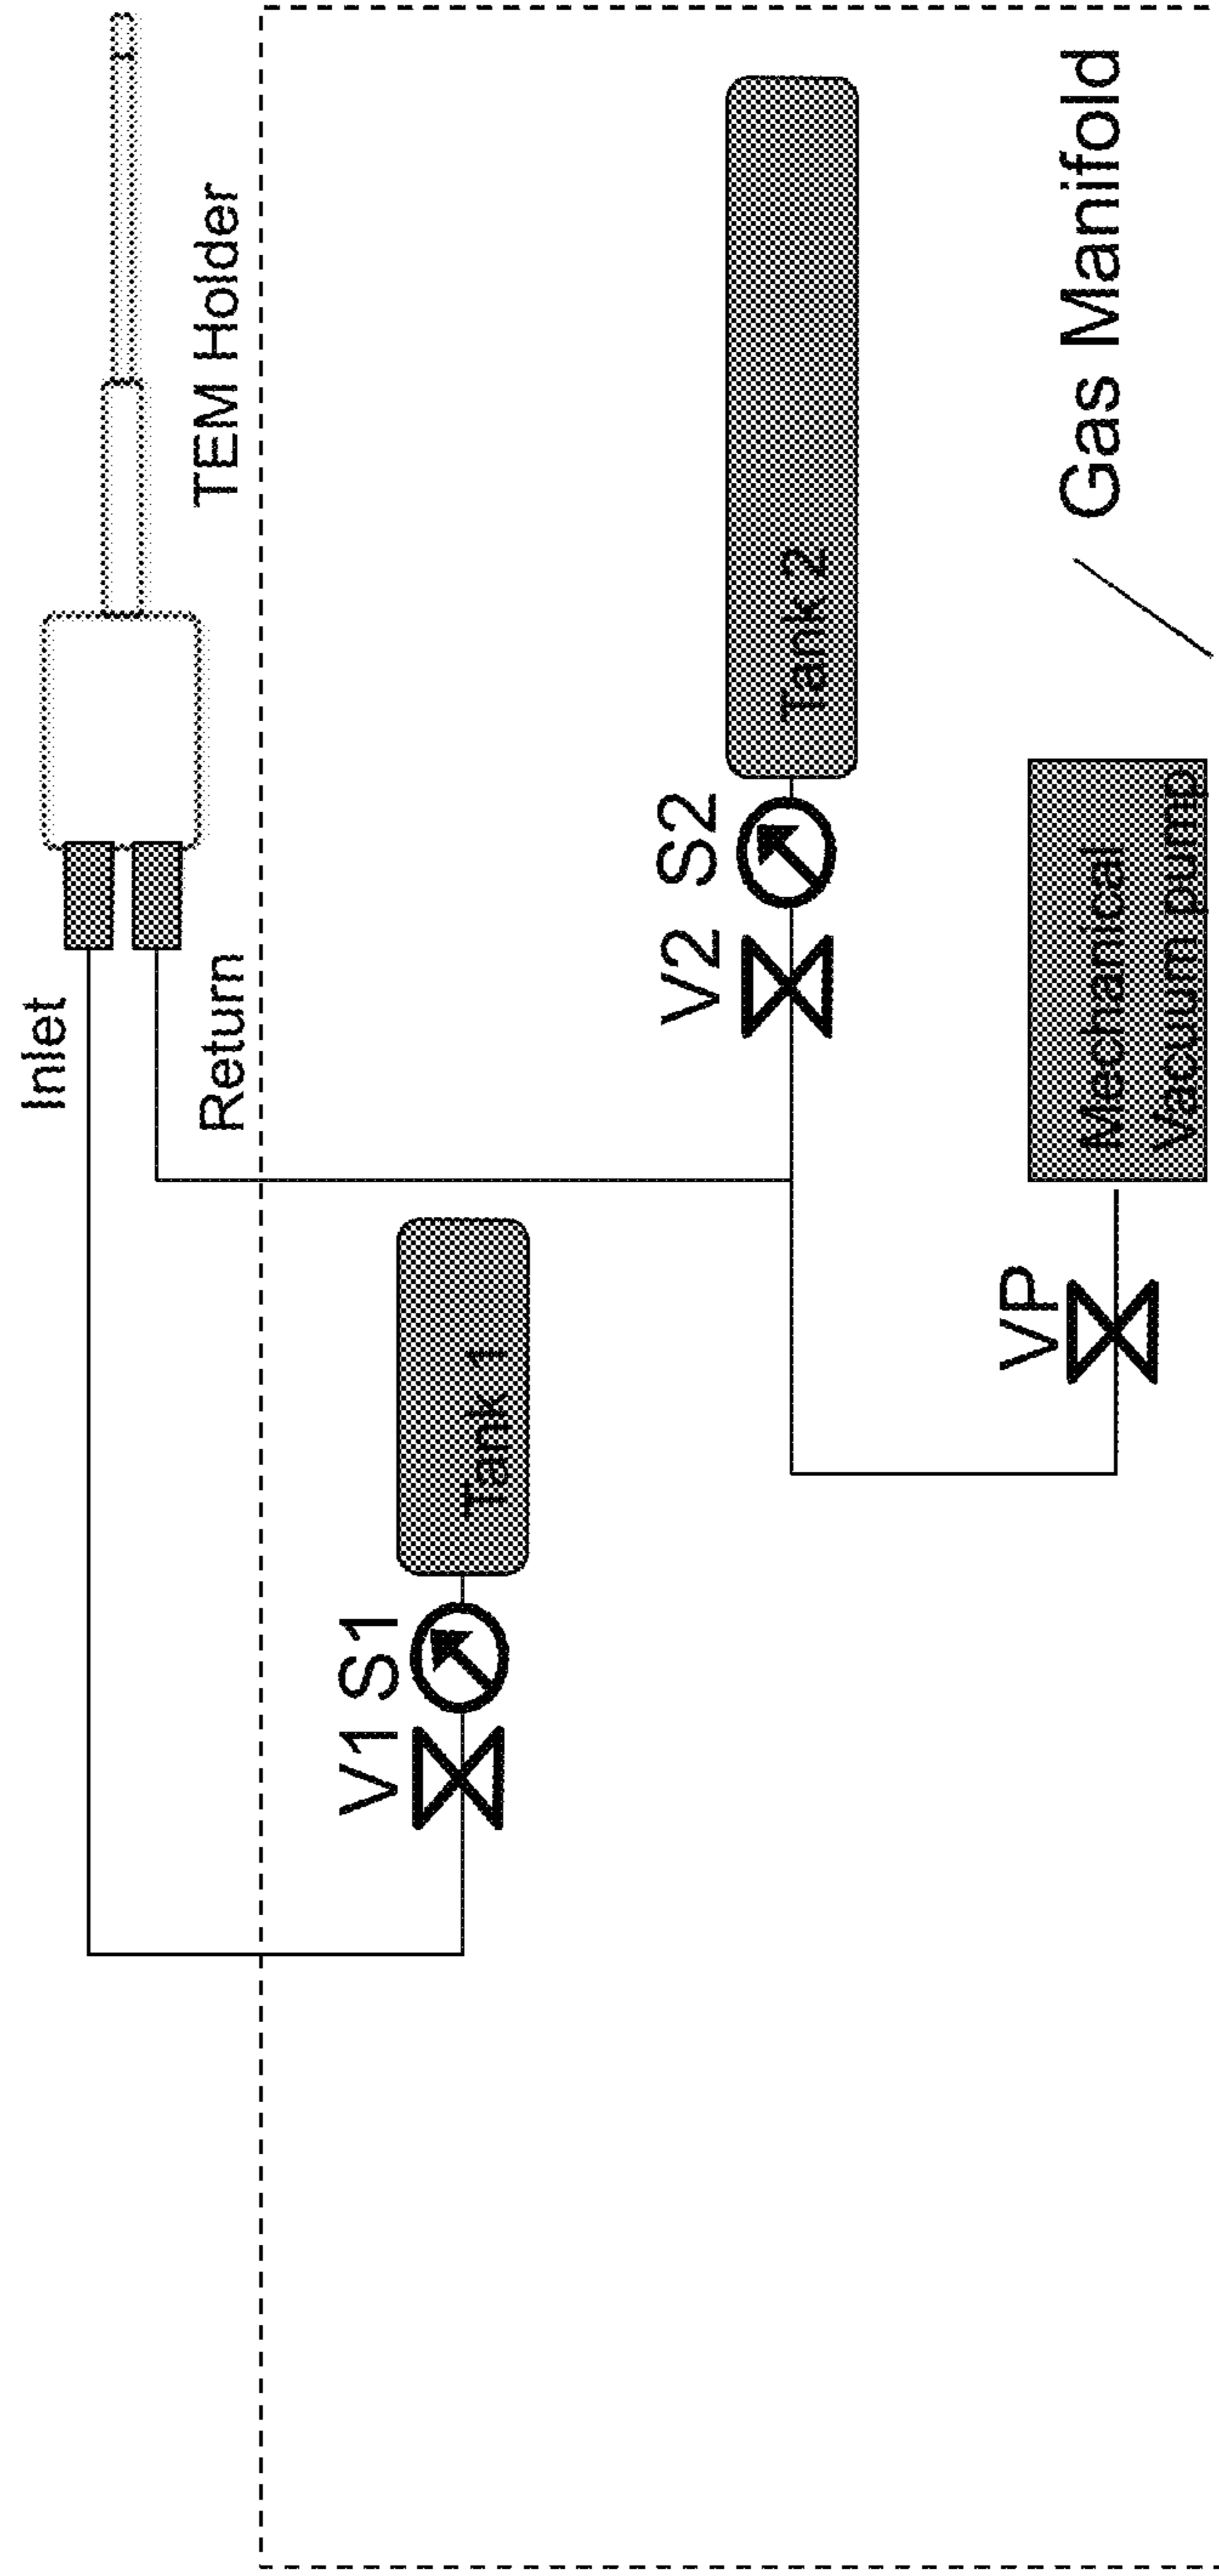 Inlet
Return
TEM Holder
V1
S1
Tank 1
V2
S2
Tank 2
VP
Mechanical
Vacuum pump
Gas Manifold